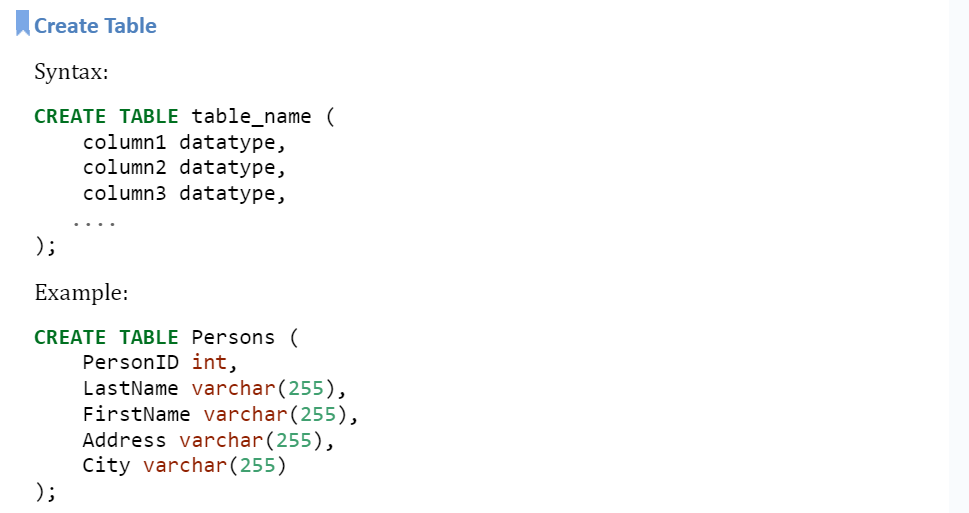 Create Table
Syntax:
CREATE TABLE table_name (
    column1 datatype,
    column2 datatype,
    column3 datatype,
   ....
);
Example:
CREATE TABLE Persons (
    PersonID int,
    LastName varchar(255),
    FirstName varchar(255),
    Address varchar(255),
    City varchar(255)
);